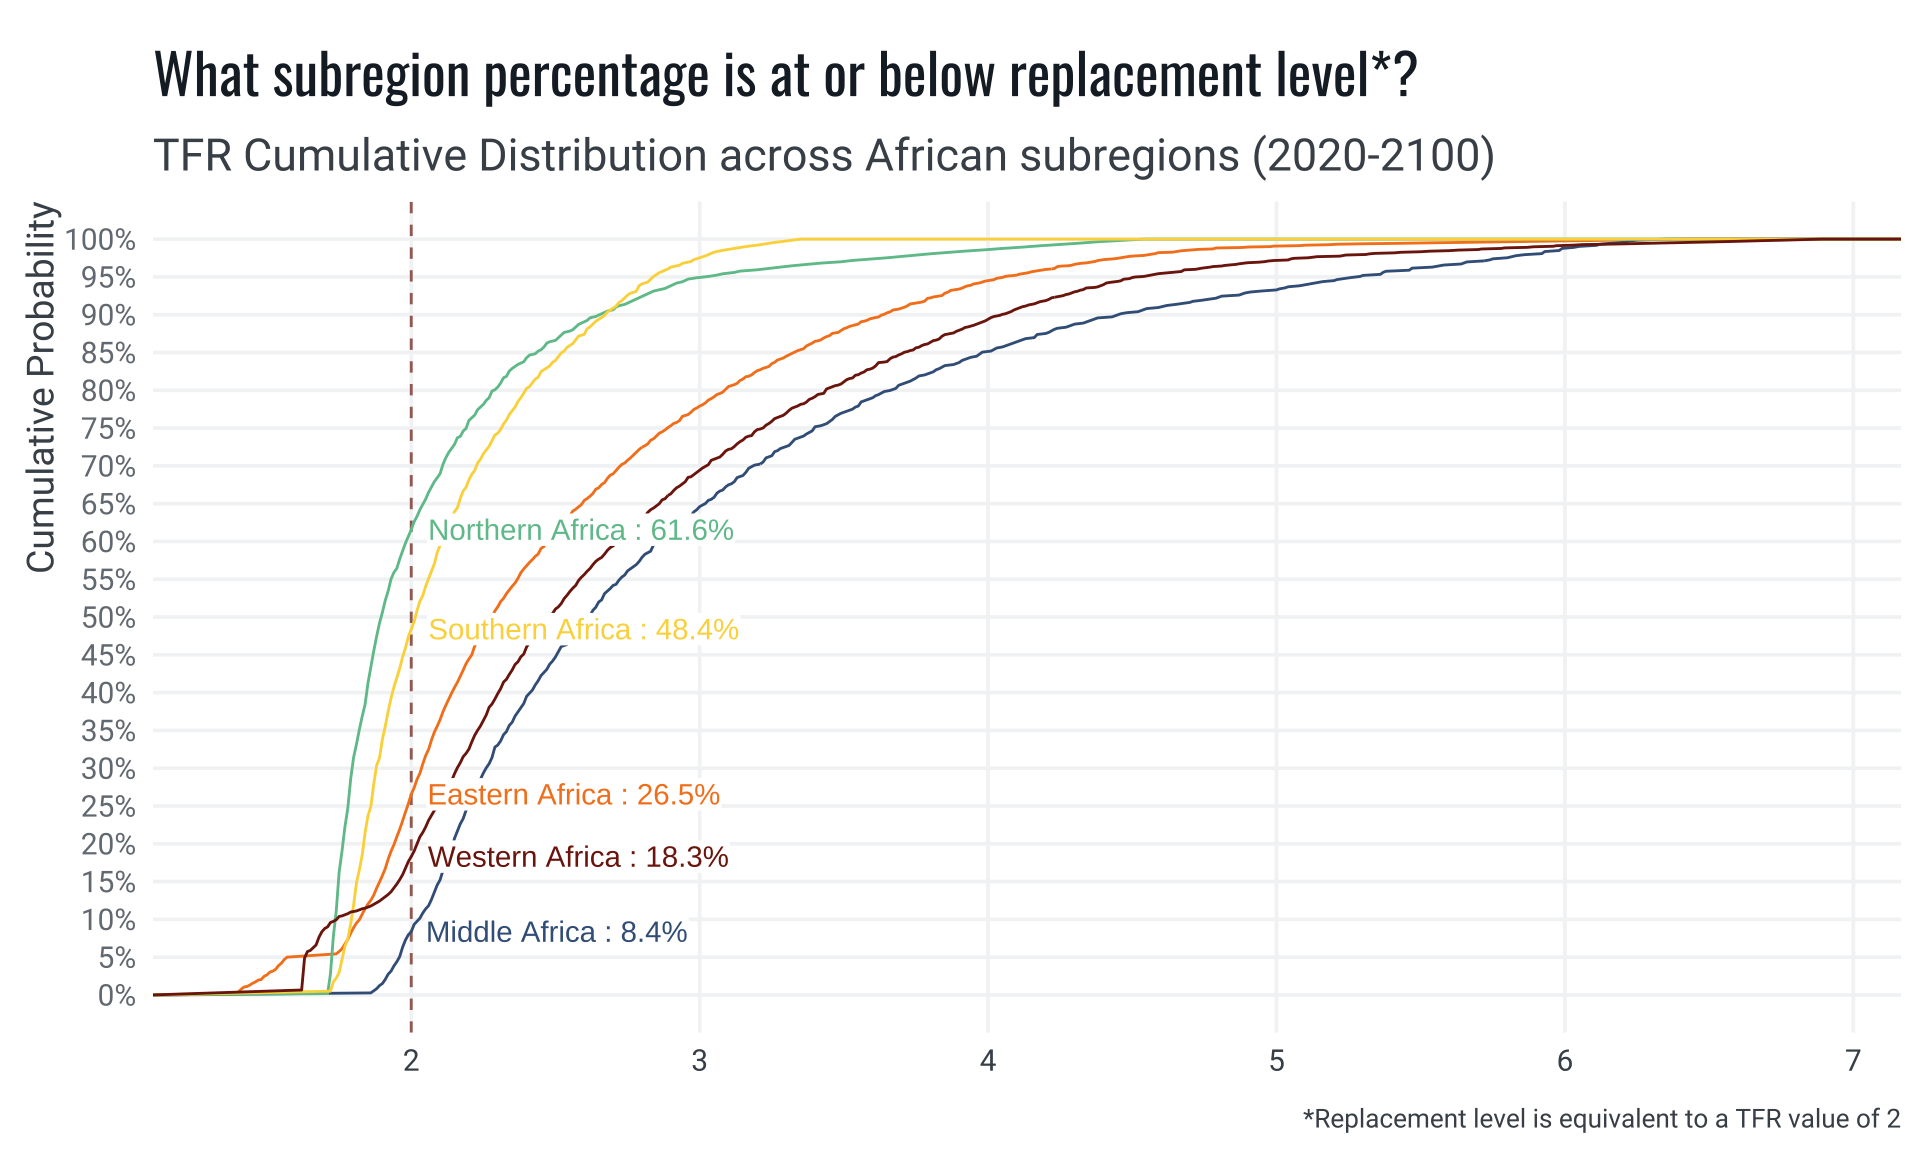 What subregion percentage is at or below replacement level*?
TFR Cumulative Distribution across African subregions (2020-2100)
Cumulative Probability
100%
95%
90%
85%
80%
75%
70%
65%
60%
55%
50%
45%
40%
35%
30%
25%
20%
15%
10%
5%
0%
Northern Africa : 61.6%
Southern Africa : 48.4%
Eastern Africa : 26.5%
Western Africa : 18.3%
Middle Africa : 8.4%
2 3 4 5 6 7
*Replacement level is equivalent to a TFR value of 2